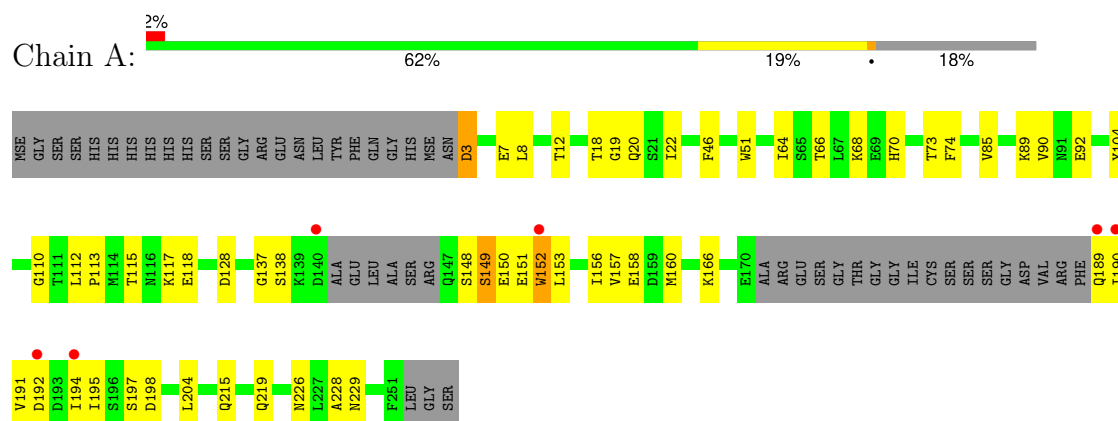 2%
Chain A:
62% 19% • 18%
MSE GLY SER SER HIS HIS HIS HIS HIS HIS SER SER GLY ARG GLU ASN LEU TYR PHE GLN GLY HIS MSE ASN D3 E7 L8 T12 T18 G19 Q20 S21 I22 F46 W51 I64 S65 T66 L67 K68 E69 H70 T73 F74 V85 K89 V90 N91 E92
G110 T111 L112 P113 M114 T115 N116 K117 E118 D128 G137 S138 K139 D140 ALA GLU LEU ALA SER ARG Q147 S148 S149 E150 E151 W152 L153 I156 V157 E158 D159 M160 K166 E170 ALA ARG GLU SER GLY THR GLY GLY ILE CYS SER SER SER GLY ASP VAL ARG PHE Q189
V191 D192 D193 I194 I195 S196 S197 D198 L204 Q215 Q219 N226 L227 A228 N229 F251 LEU GLY SER